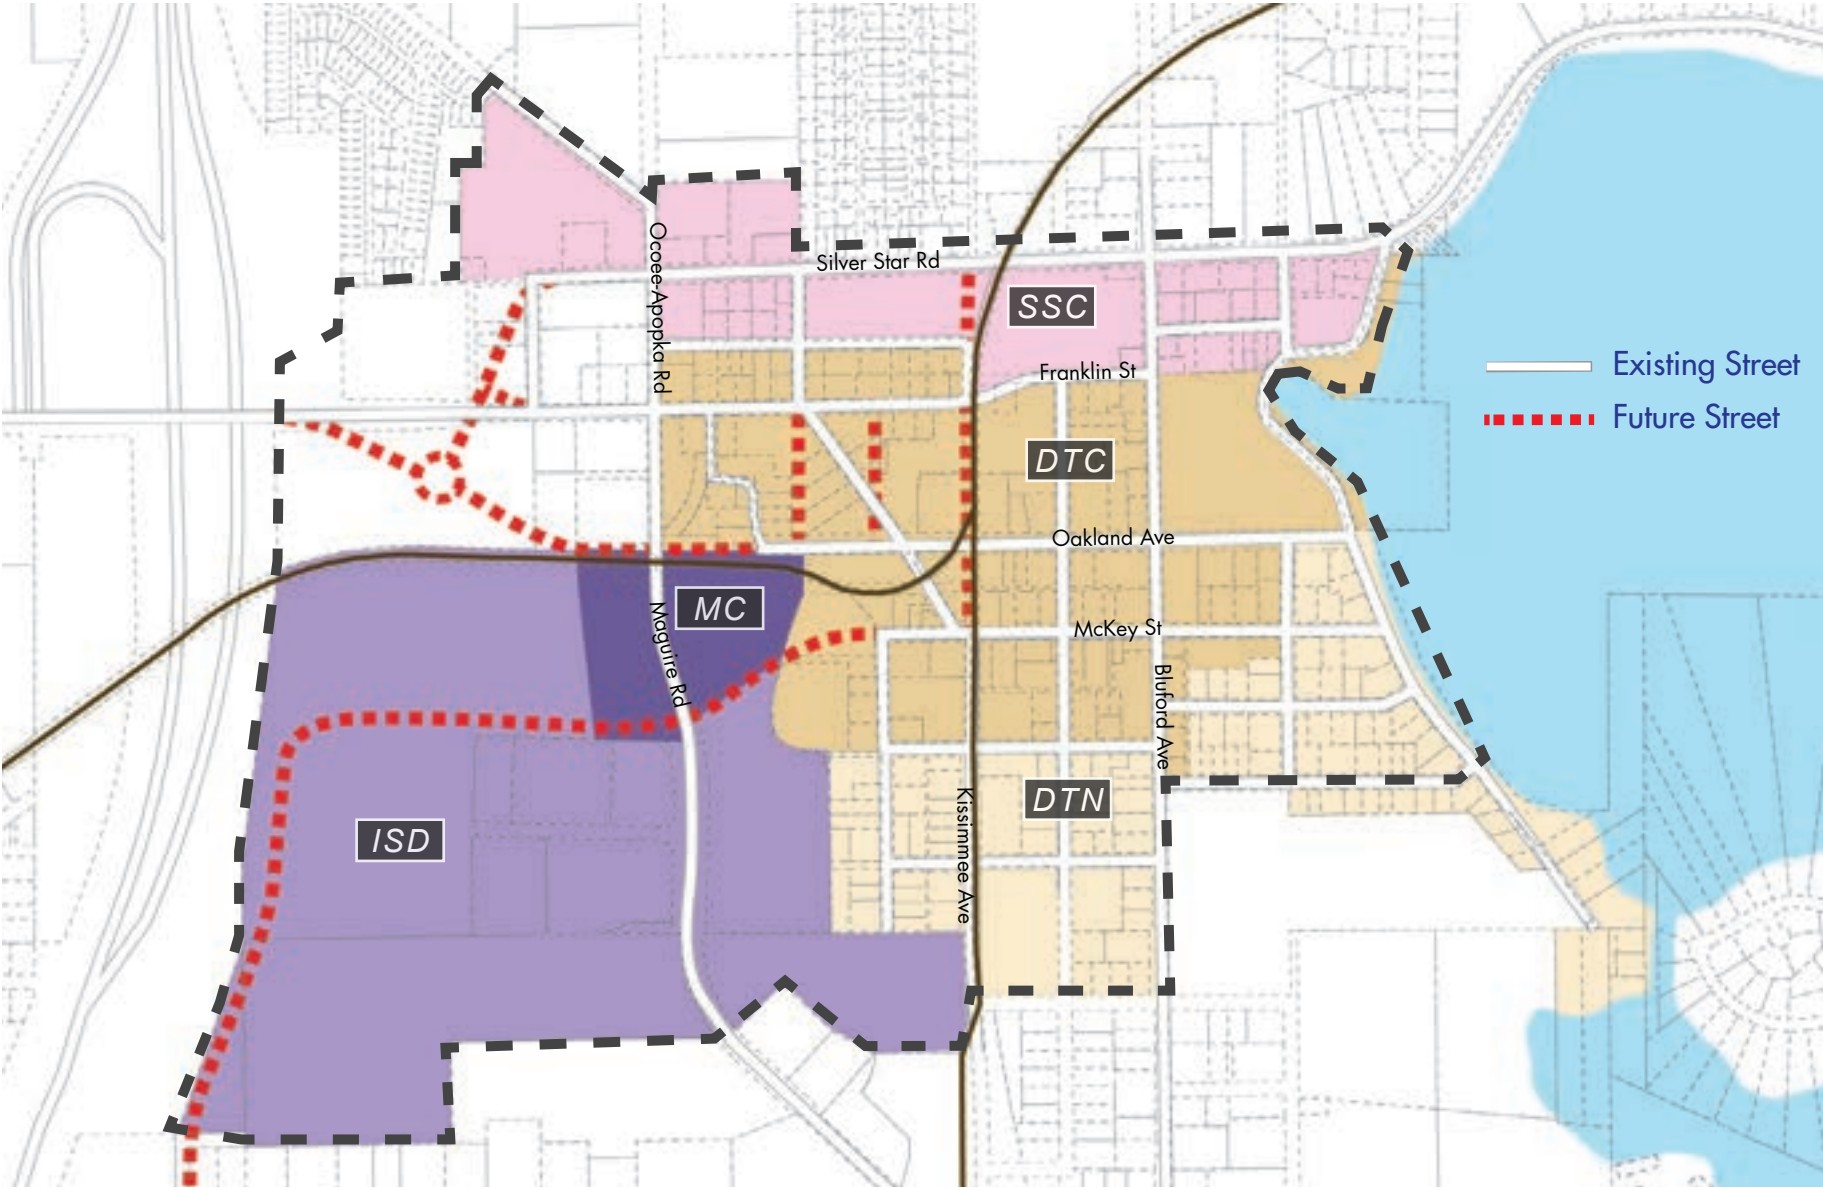 Silver Star Rd
Ocoee-Apopka Rd
SSC
Franklin St
Existing Street
Future Street
DTC
Oakland Ave
MC
Maguire Rd
McKey St
Bluford Ave
DTN
Kissimmee Ave
ISD